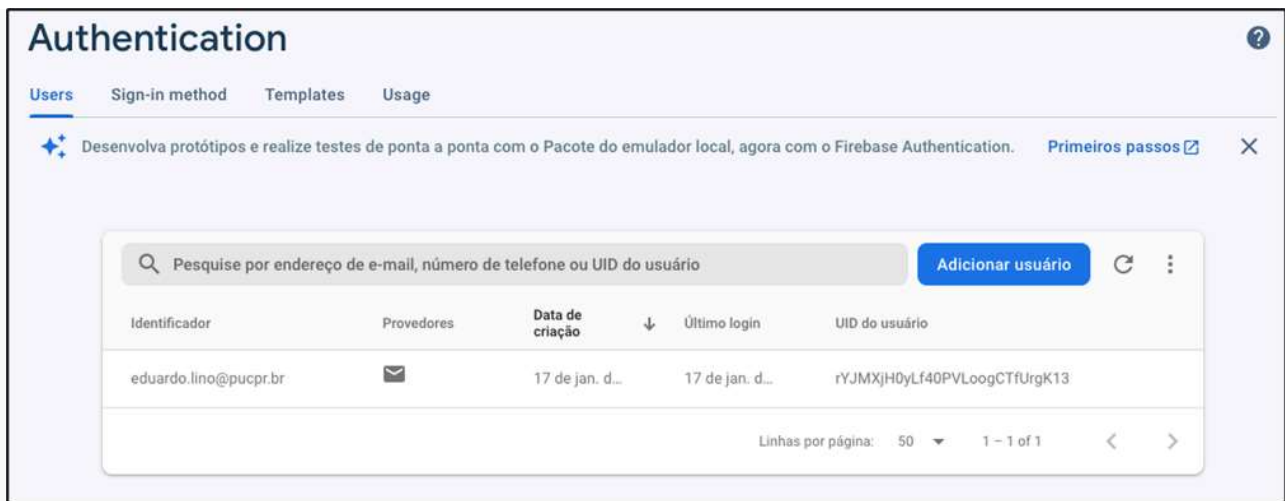 Authentication
Users Sign-in method Templates Usage
Desenvolva protótipos e realize testes de ponta a ponta com o Pacote do emulador local, agora com o Firebase Authentication. Primeiros passos
Pesquise por endereço de e-mail, número de telefone ou UID do usuário Adicionar usuário
Identificador Provedores Data de criação Último login UID do usuário
eduardo.lino@pucpr.br 17 de jan. d... 17 de jan. d... rYJMXjH0yLf40PVLoogCTfUrgK13
Linhas por página: 50 1 – 1 of 1